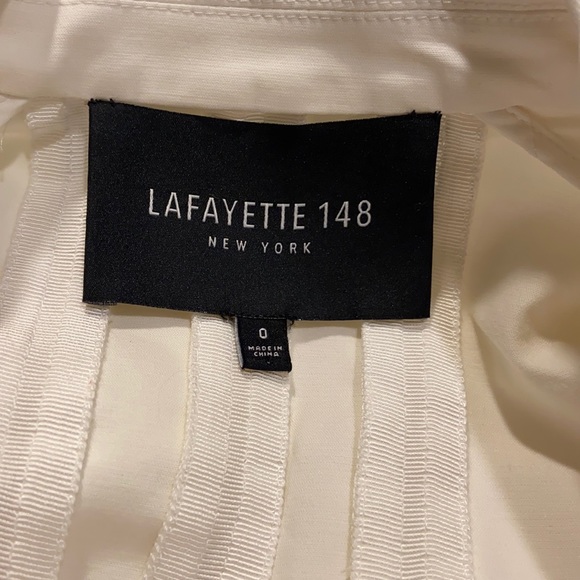 LAFAYETTE 148
NEW YORK
0
MADE IN
CHINA